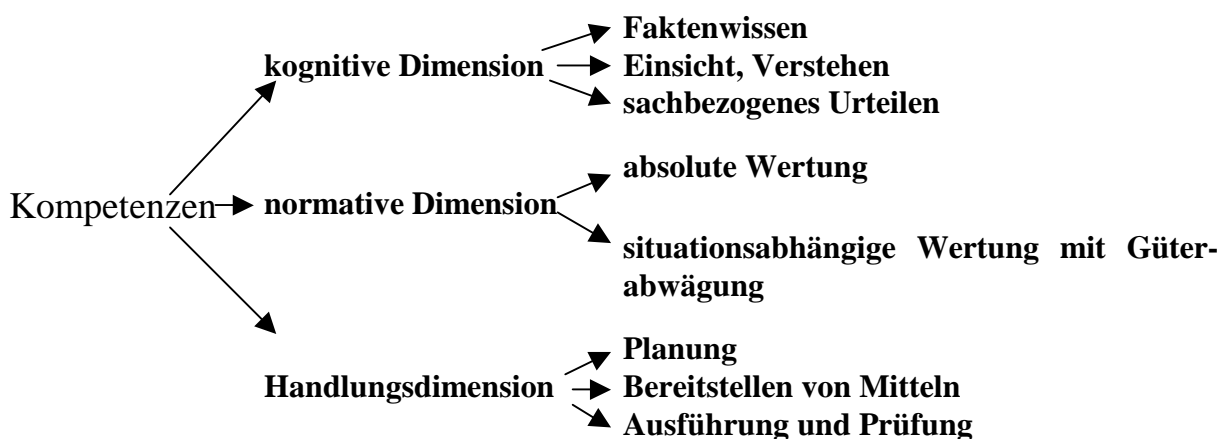 Kompetenzen
kognitive Dimension
Faktenwissen
Einsicht, Verstehen
sachbezogenes Urteilen
normative Dimension
absolute Wertung
situationsabhängige Wertung mit Güter-
abwägung
Handlungsdimension
Planung
Bereitstellen von Mitteln
Ausführung und Prüfung